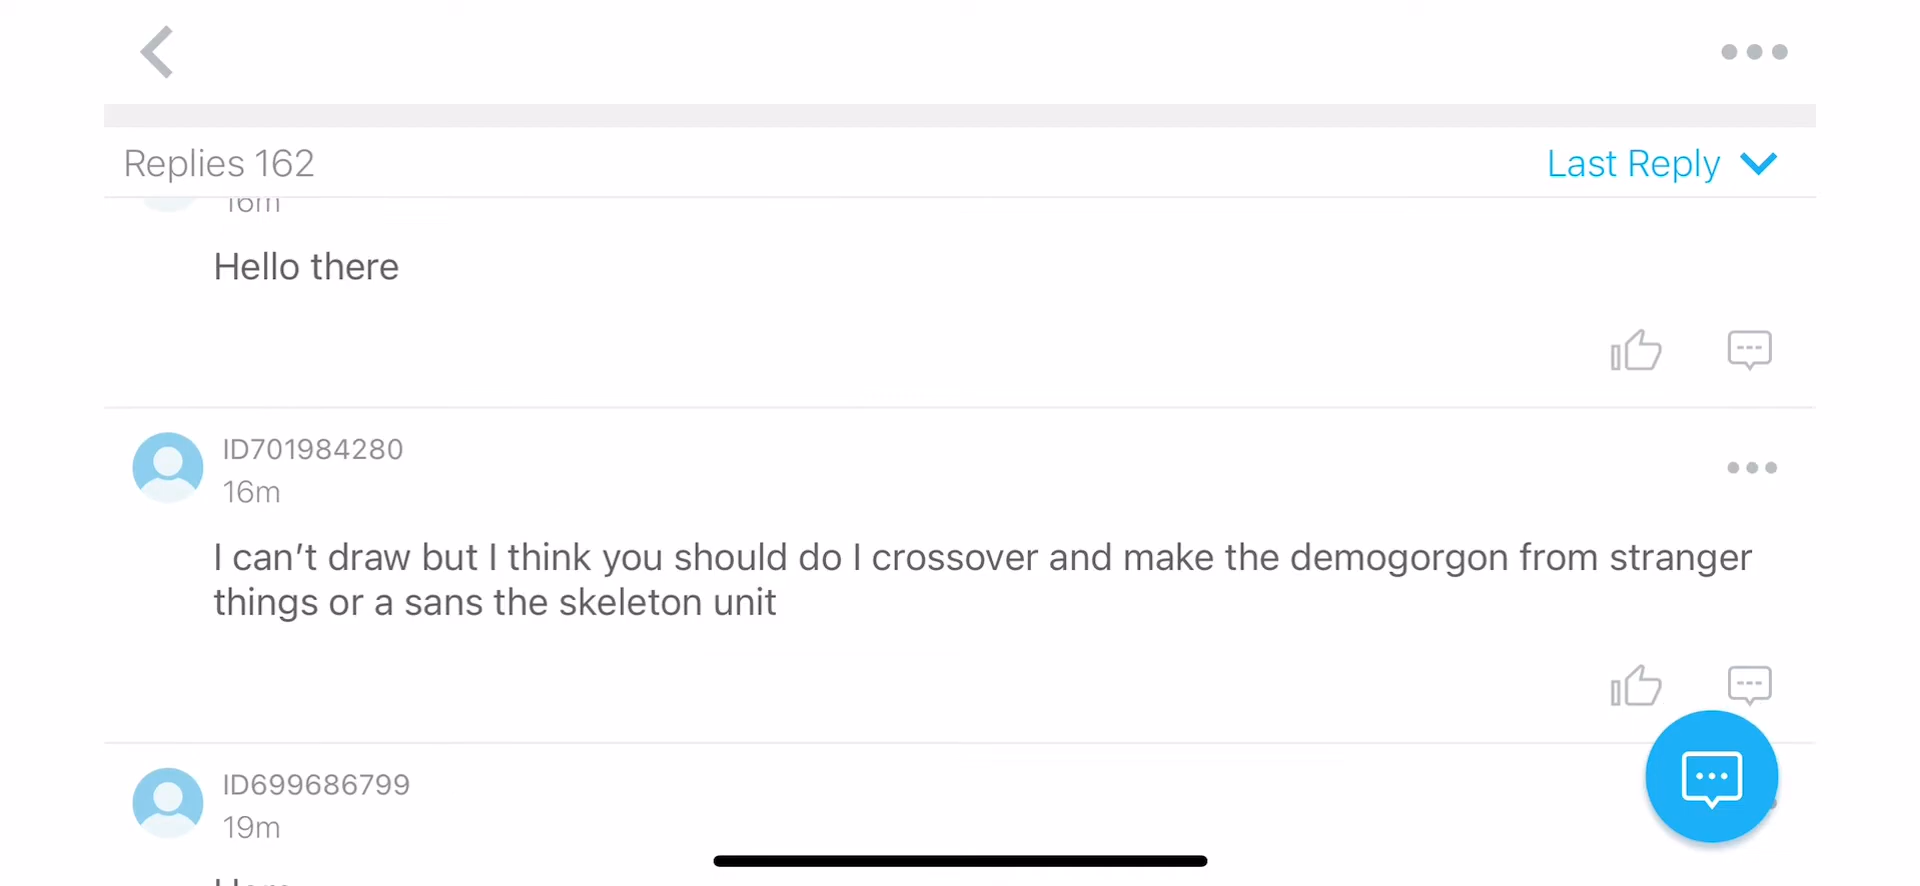 Replies 162
Last Reply
16m
Hello there
ID701984280
16m
I can’t draw but I think you should do I crossover and make the demogorgon from stranger
things or a sans the skeleton unit
ID699686799
19m